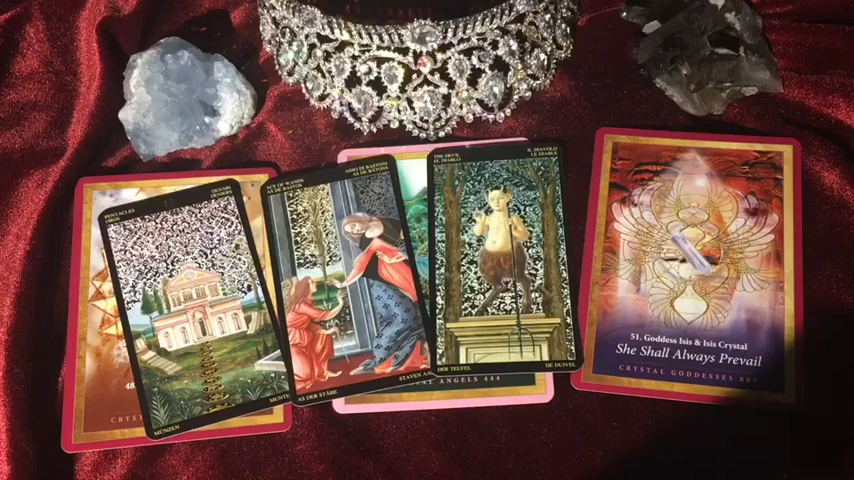 PENTACLES
OROS
DENARI
DENIERS
MÜNZEN
48
CRYST
ACE OF WANDS
AS DE BASTOS
ASSO DI BASTONI
AS DE BÂTONS
AS DER STÄBE
STAVEN
THE DEVIL
EL DIABLO
IL DIAVOLO
LE DIABLE
DER TEUFEL
DE DUIVEL
ANGELS 444
51. Goddess Isis & Isis Crystal
She Shall Always Prevail
CRYSTAL GODDESSES 888